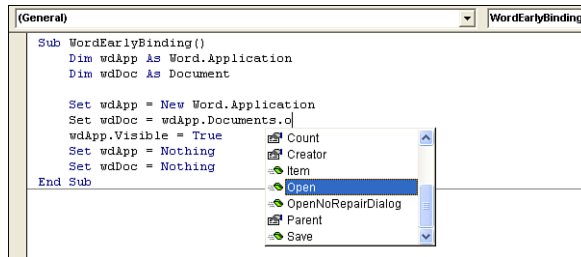 (General)
WordEarlyBinding
Sub WordEarlyBinding()
Dim wdApp As Word.Application
Dim wdDoc As Document
Set wdApp = New Word.Application
Set wdDoc = wdApp.Documents.o
wdApp.Visible = True
Set wdApp = Nothing
Set wdDoc = Nothing
End Sub
Count
Creator
Item
Open
OpenNoRepairDialog
Parent
Save